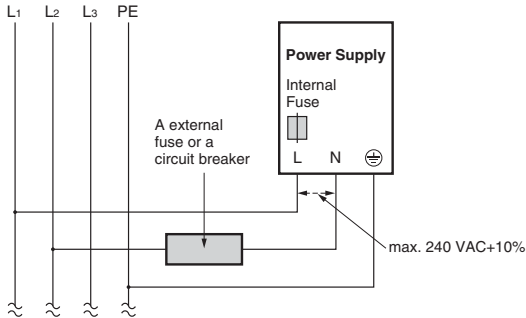 L1 L2 L3 PE
Power Supply
Internal
Fuse
A external
fuse or a
circuit breaker
L N
max. 240 VAC+10%